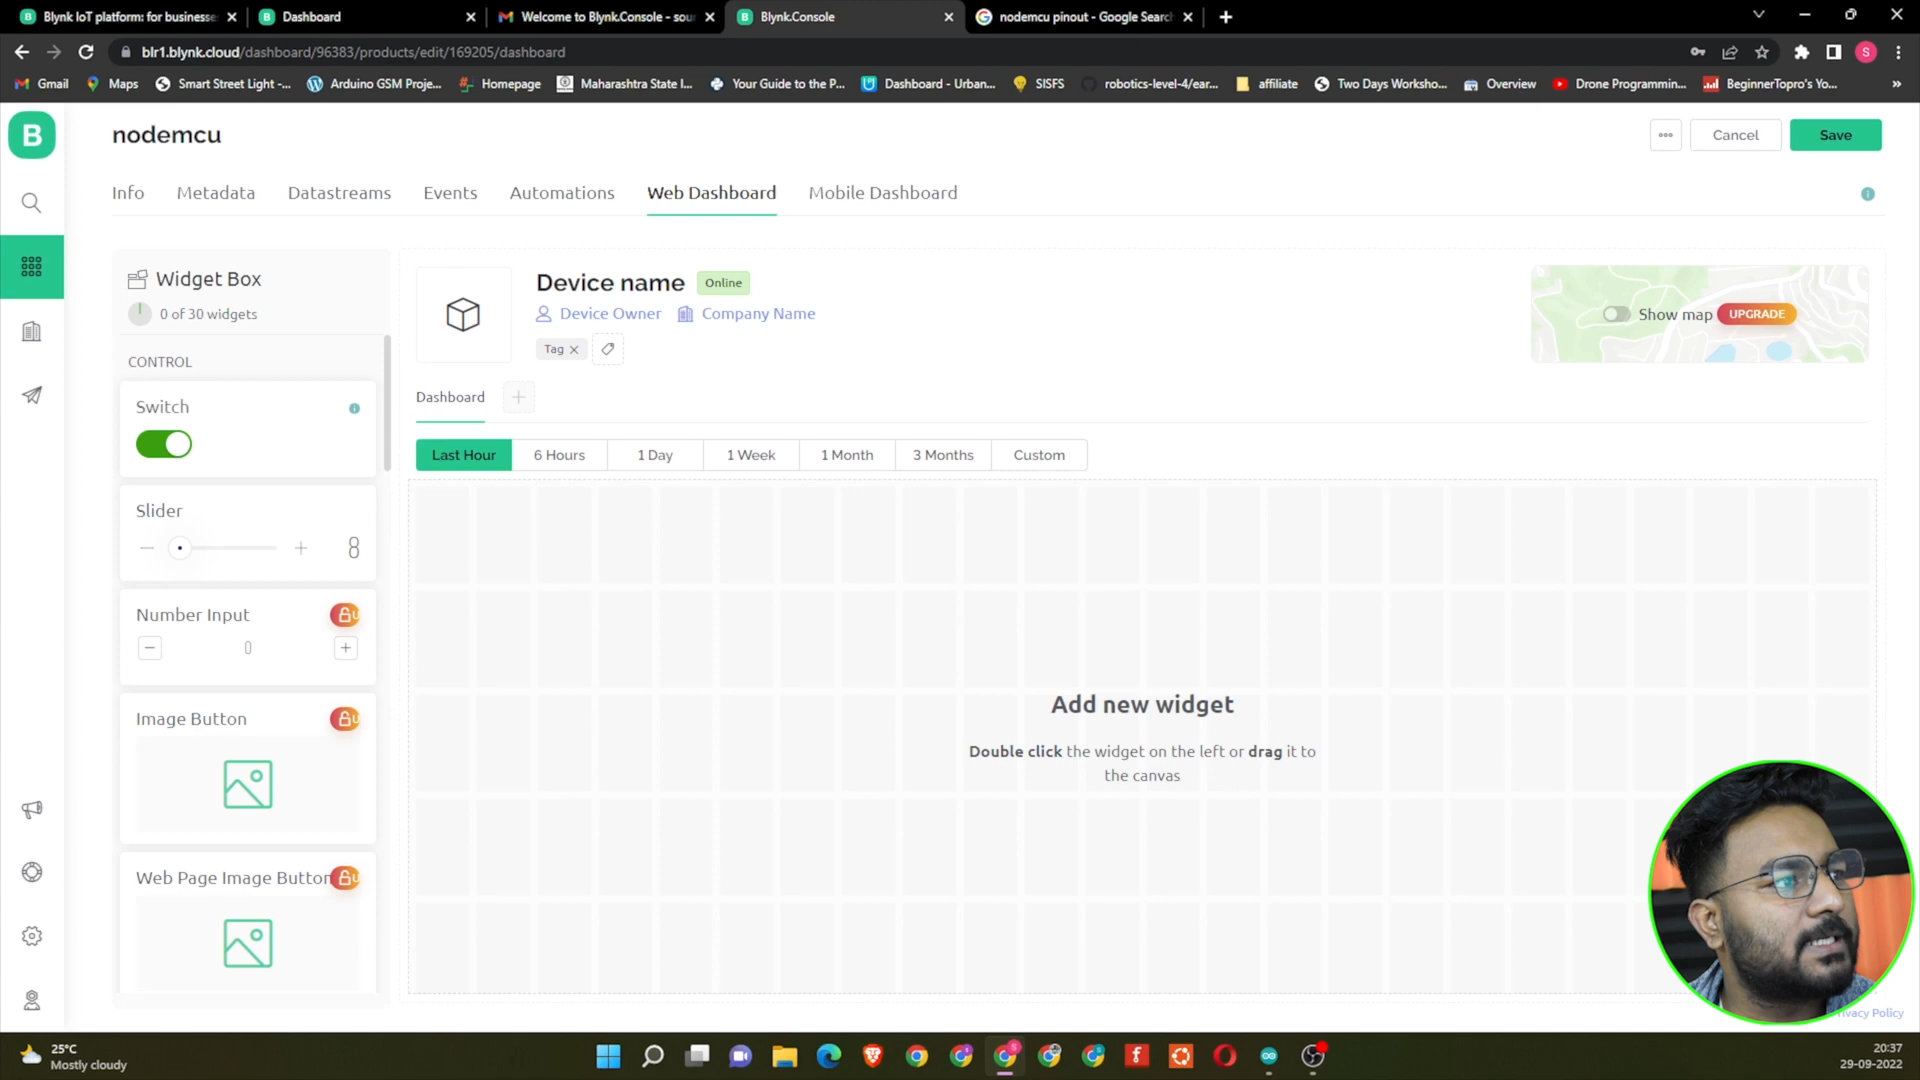 Blynk IoT platform: for businesse
Dashboard
Welcome to Blynk.Console - sou
Blynk.Console
nodemcu pinout - Google Searc
blr1.blynk.cloud/dashboard/96383/products/edit/169205/dashboard
S
Gmail
Maps
Smart Street Light -...
Arduino GSM Proje...
Homepage
Maharashtra State I...
Your Guide to the P...
Dashboard - Urban...
SISFS
robotics-level-4/ear...
affiliate
Two Days Worksho...
Overview
Drone Programmin...
BeginnerTopro's Yo...
B
nodemcu
Cancel
Save
Info
Metadata
Datastreams
Events
Automations
Web Dashboard
Mobile Dashboard
Widget Box
0 of 30 widgets
CONTROL
Switch
Slider
8
Number Input
0
Image Button
Web Page Image Button
Device name
Online
Device Owner
Company Name
Tag
Show map
UPGRADE
Dashboard
Last Hour
6 Hours
1 Day
1 Week
1 Month
3 Months
Custom
Add new widget
Double click the widget on the left or drag it to
the canvas
Privacy Policy
25°C
Mostly cloudy
20:37
29-09-2022